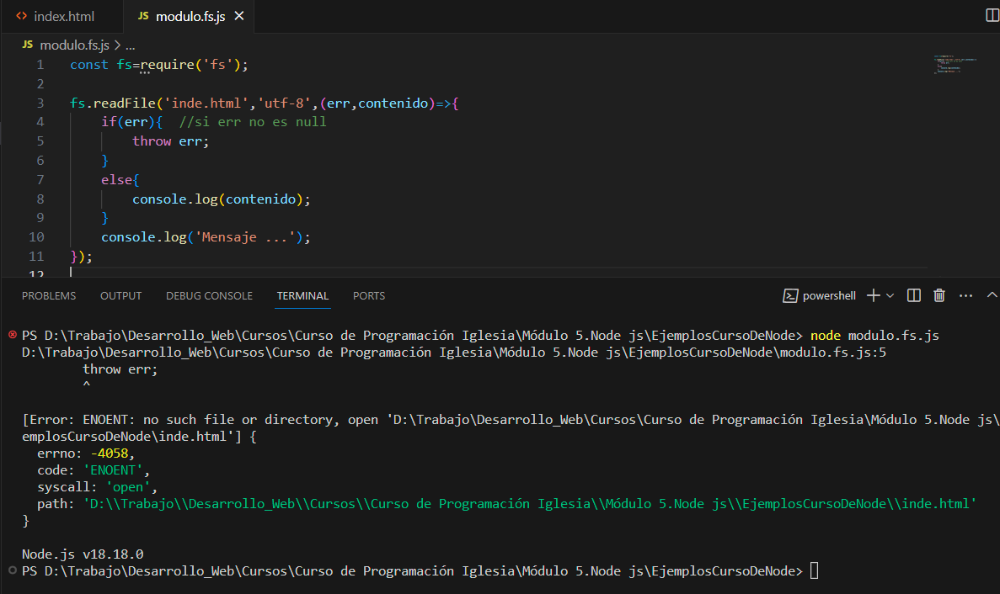 <> index.html JS modulo.fs.js ×
JS modulo.fs.js > ...
1 const fs=require('fs');
2
3 fs.readFile('inde.html','utf-8',(err,contenido)=>{
4 if(err){ //si err no es null
5 throw err;
6 }
7 else{
8 console.log(contenido);
9 }
10 console.log('Mensaje ...');
11 });
12
PROBLEMS OUTPUT DEBUG CONSOLE TERMINAL PORTS powershell
PS D:\Trabajo\Desarrollo_Web\Cursos\Curso de Programación Iglesia\Módulo 5.Node js\EjemplosCursoDeNode> node modulo.fs.js
D:\Trabajo\Desarrollo_Web\Cursos\Curso de Programación Iglesia\Módulo 5.Node js\EjemplosCursoDeNode\modulo.fs.js:5
throw err;
^
[Error: ENOENT: no such file or directory, open 'D:\Trabajo\Desarrollo_Web\Cursos\Curso de Programación Iglesia\Módulo 5.Node js\
emplosCursoDeNode\inde.html'] {
errno: -4058,
code: 'ENOENT',
syscall: 'open',
path: 'D:\\Trabajo\\Desarrollo_Web\\Cursos\\Curso de Programación Iglesia\\Módulo 5.Node js\\EjemplosCursoDeNode\\inde.html'
}
Node.js v18.18.0
PS D:\Trabajo\Desarrollo_Web\Cursos\Curso de Programación Iglesia\Módulo 5.Node js\EjemplosCursoDeNode>